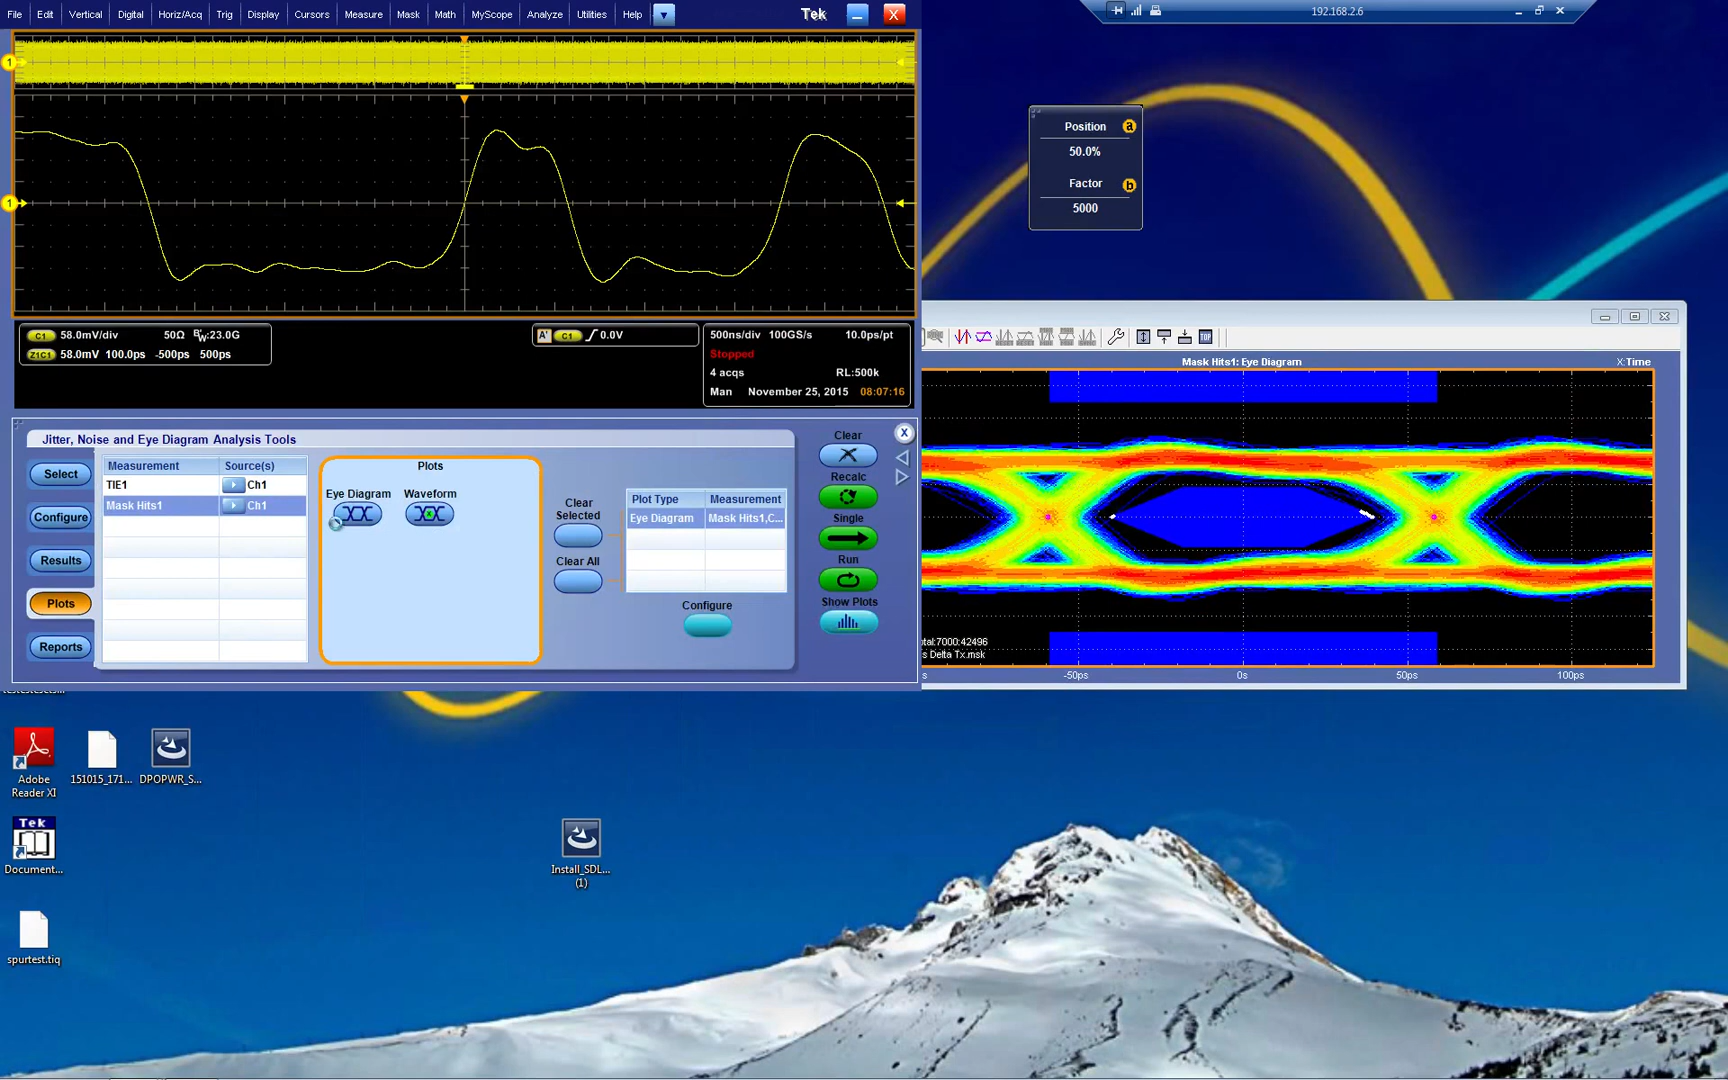 File Edit Vertical Digital Horiz/Acq Trig Display Cursors Measure Mask Math MyScope Analyze Utilities Help Tek X
192.168.2.6
1
1
Position a
50.0%
Factor b
5000
C1 58.0mV/div 50Ω BW:23.0G
Z1C1 58.0mV 100.0ps -500ps 500ps
A' C1 0.0V
500ns/div 100GS/s 10.0ps/pt
Stopped
4 acqs RL:500k
Man November 25, 2015 08:07:16
Mask Hits1: Eye Diagram X:Time
-50ps 0s 50ps 100ps
Jitter, Noise and Eye Diagram Analysis Tools
Select
Configure
Results
Plots
Reports
Measurement Source(s)
TIE1 Ch1
Mask Hits1 Ch1
Plots
Eye Diagram Waveform
Clear
Selected
Clear All
Plot Type Measurement
Eye Diagram Mask Hits1,C...
Configure
Clear
Recalc
Single
Run
Show Plots
TOP
tal:7000:42496
s Delta Tx.msk
Adobe
Reader XI
151015_171...
DPOPWR_S...
Tek
Document...
Install_SDL...
(1)
spurtest.tiq